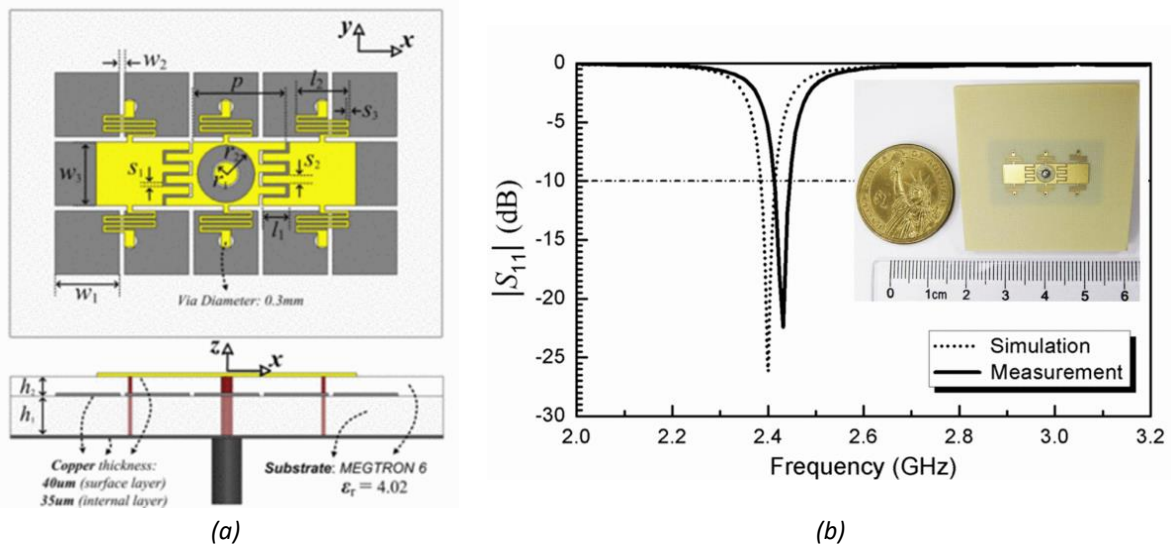 y
x
w₂
p
l₂
s₃
s₁
w₃
r₂
r₁
s₂
l₁
w₁
Via Diameter: 0.3mm
z
x
h₂
h₁
Copper thickness:
40um (surface layer)
35um (internal layer)
Substrate: MEGTRON 6
εᵣ = 4.02
(a)
|S₁₁| (dB)
0
-5
-10
-15
-20
-25
-30
2.0 2.2 2.4 2.6 2.8 3.0 3.2
Frequency (GHz)
0 1cm 2 3 4 5 6
Simulation
Measurement
(b)